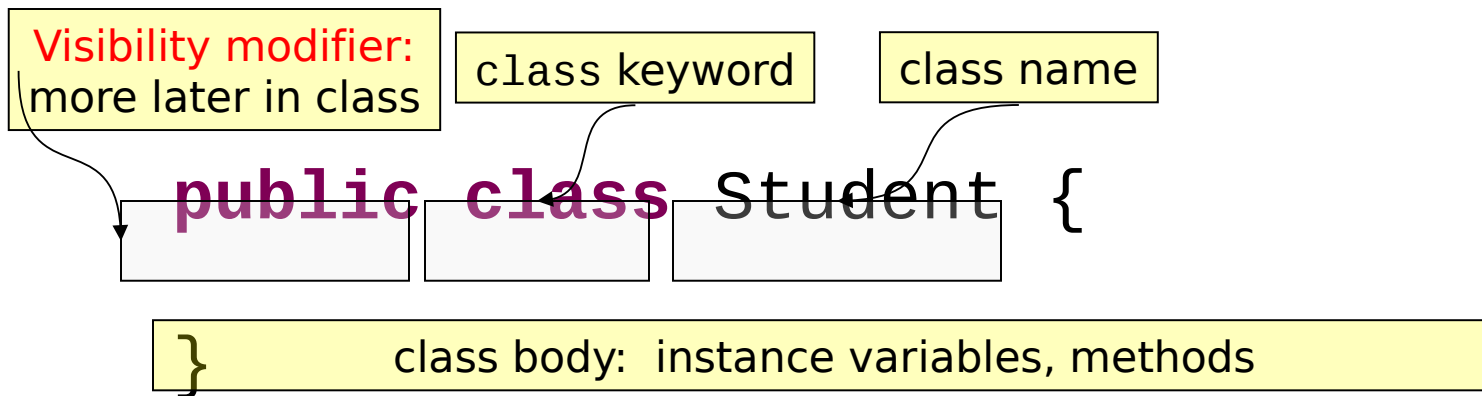 Visibility modifier:
more later in class
class keyword
class name
public class Student {
} class body: instance variables, methods